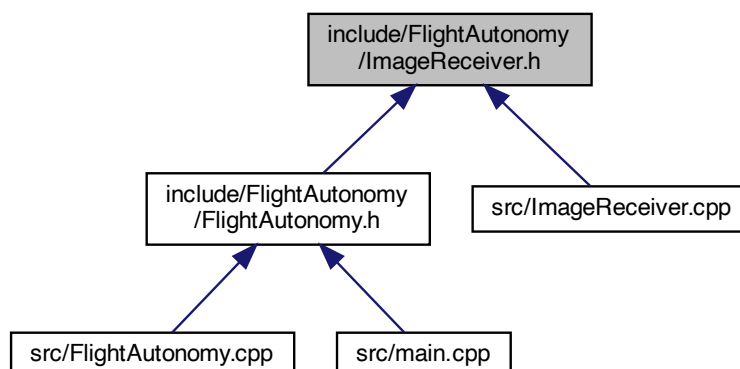 include/FlightAutonomy
/ImageReceiver.h
include/FlightAutonomy
/FlightAutonomy.h
src/ImageReceiver.cpp
src/FlightAutonomy.cpp
src/main.cpp